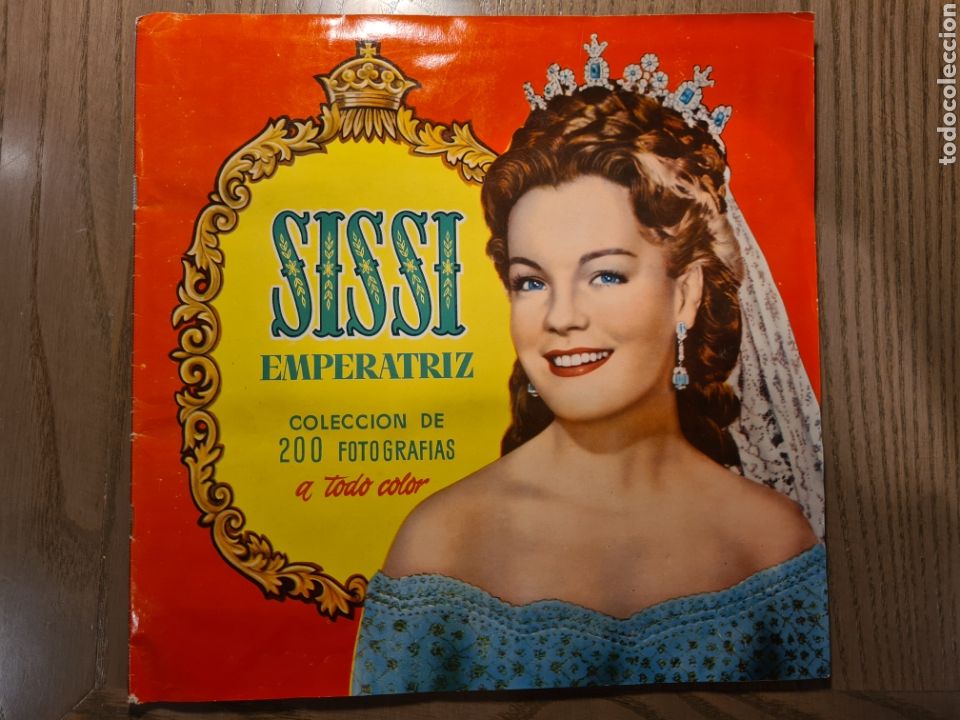 SISSI
EMPERATRIZ
COLECCION DE
200 FOTOGRAFIAS
a todo color
todocoleccion